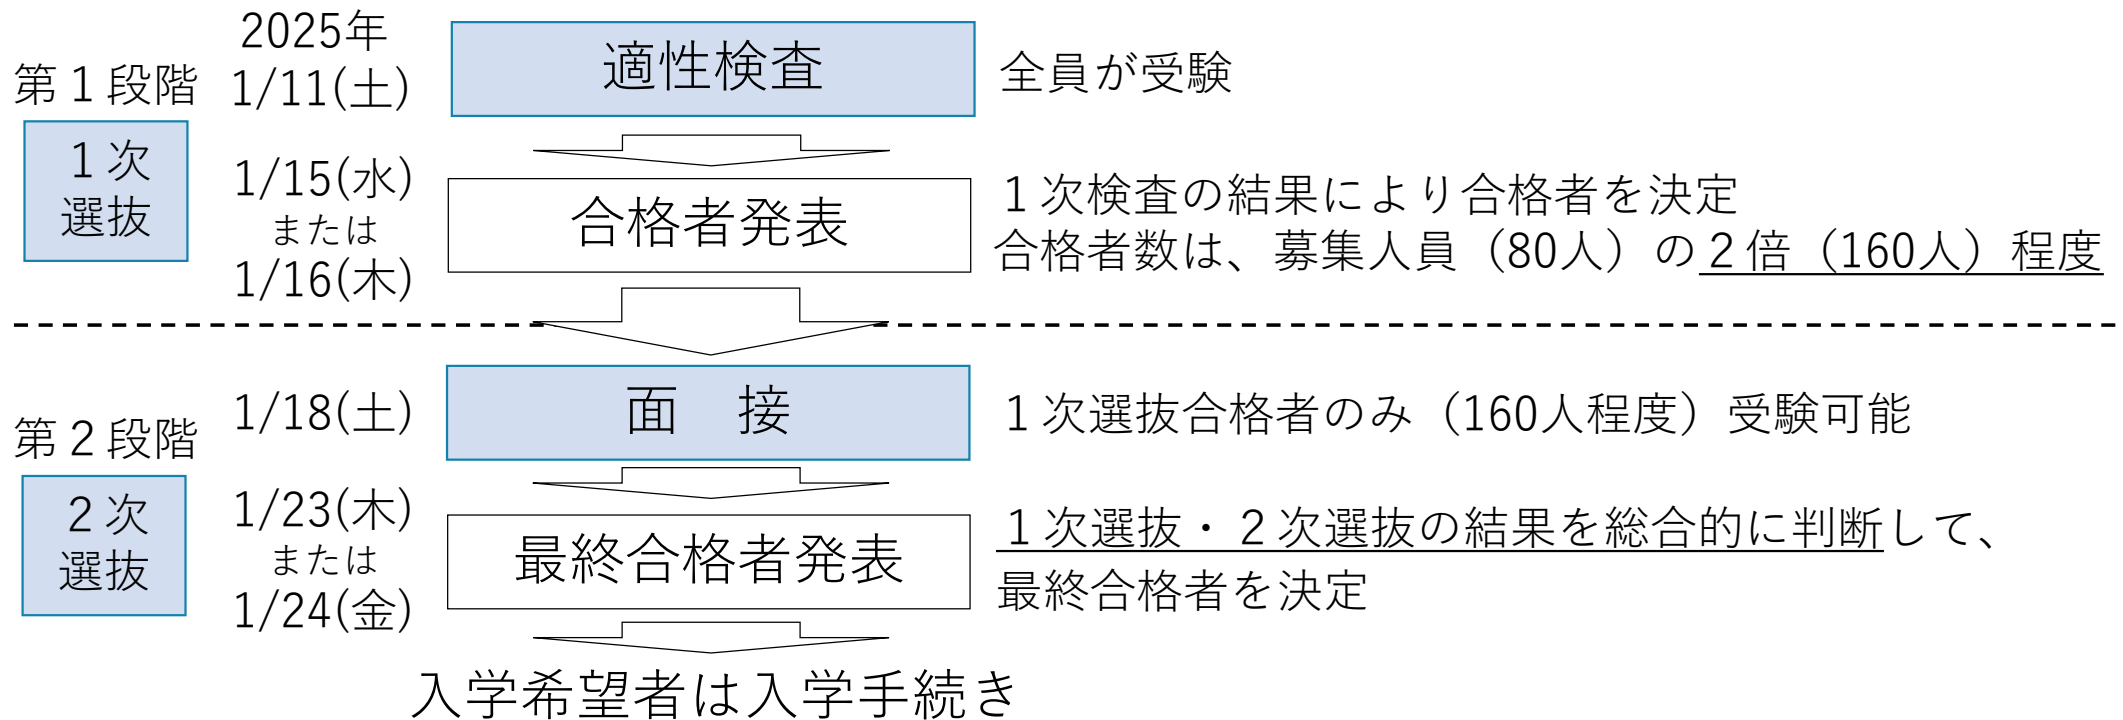 2025年
第１段階
1/11(土)
適性検査
全員が受験
１次
選抜
1/15(水)
または
1/16(木)
合格者発表
１次検査の結果により合格者を決定
合格者数は、募集人員（80人）の２倍（160人）程度
第２段階
1/18(土)
面　接
１次選抜合格者のみ（160人程度）受験可能
２次
選抜
1/23(木)
または
1/24(金)
最終合格者発表
１次選抜・２次選抜の結果を総合的に判断して、
最終合格者を決定
入学希望者は入学手続き